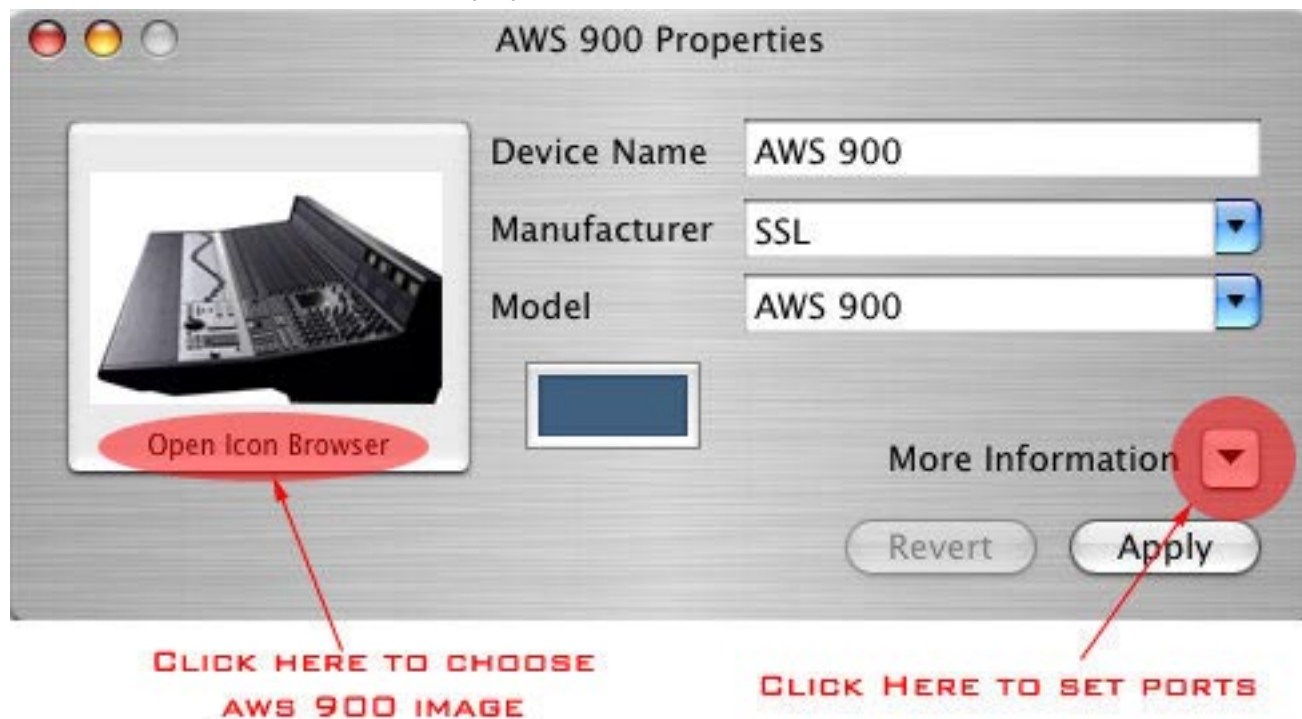 AWS 900 Properties
Device Name AWS 900
Manufacturer SSL
Model AWS 900
Open Icon Browser
More Information
Revert Apply
CLICK HERE TO CHOOSE
AWS 900 IMAGE
CLICK HERE TO SET PORTS